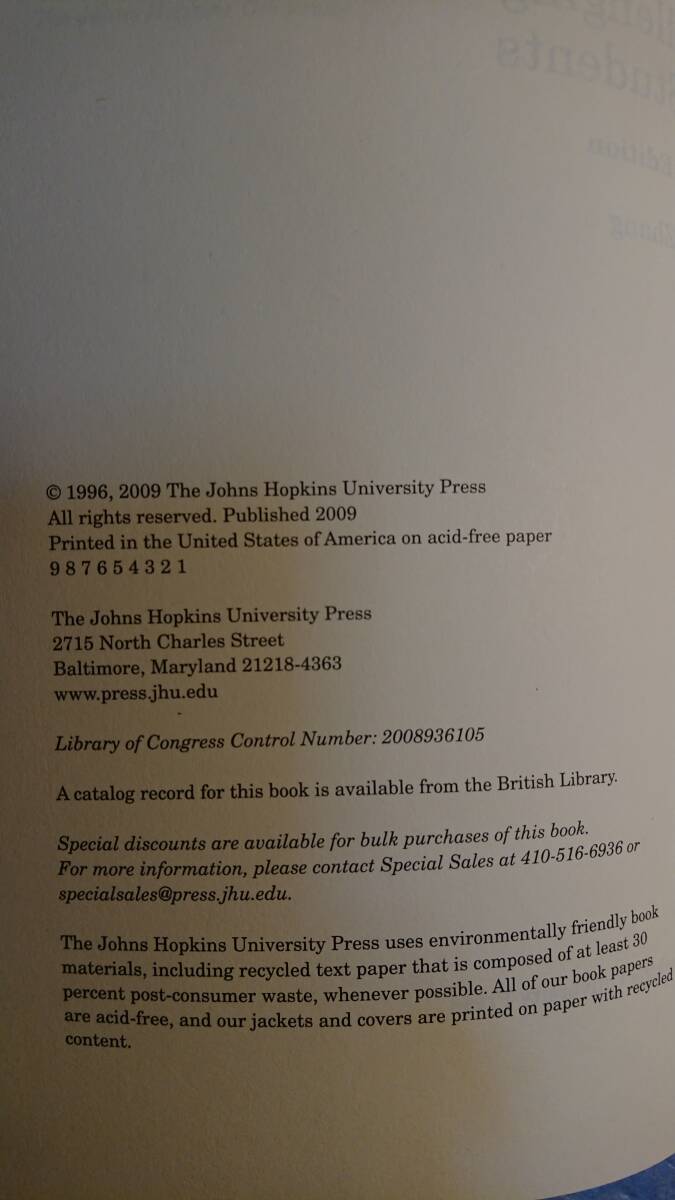 © 1996, 2009 The Johns Hopkins University Press
All rights reserved. Published 2009
Printed in the United States of America on acid-free paper
9 8 7 6 5 4 3 2 1
The Johns Hopkins University Press
2715 North Charles Street
Baltimore, Maryland 21218-4363
www.press.jhu.edu
Library of Congress Control Number: 2008936105
A catalog record for this book is available from the British Library.
Special discounts are available for bulk purchases of this book.
For more information, please contact Special Sales at 410-516-6936 or
specialsales@press.jhu.edu.
The Johns Hopkins University Press uses environmentally friendly book
materials, including recycled text paper that is composed of at least 30
percent post-consumer waste, whenever possible. All of our book papers
are acid-free, and our jackets and covers are printed on paper with recycled
content.